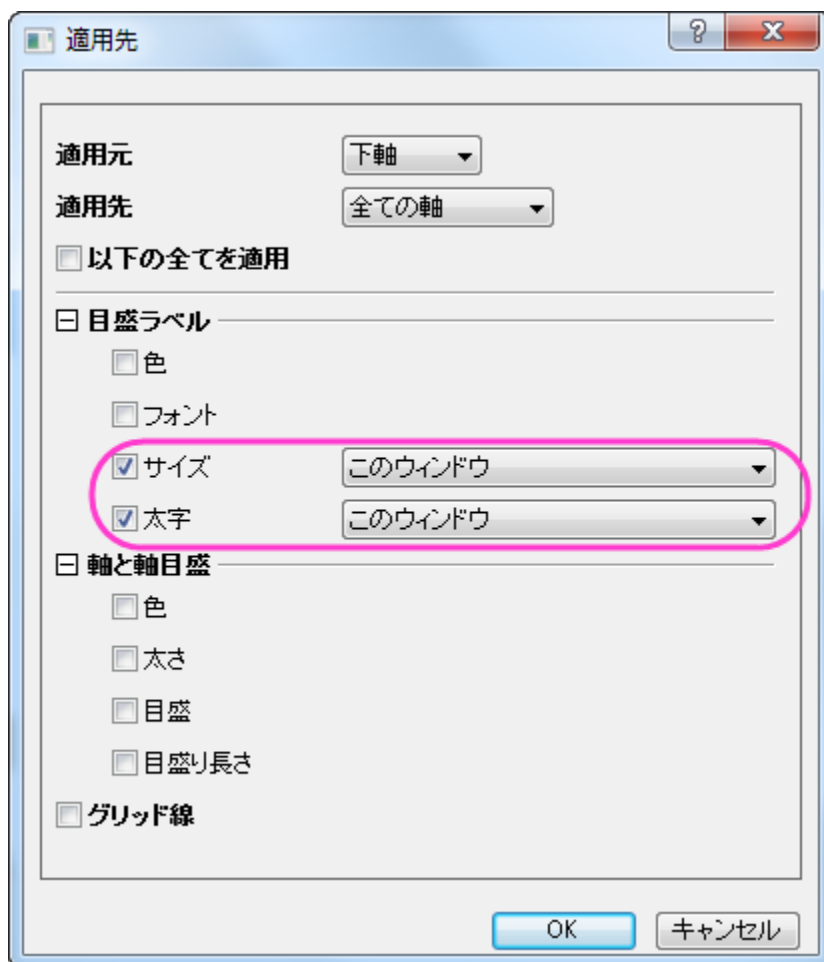 適用先
適用元 下軸
適用先 全ての軸
以下の全てを適用
目盛ラベル
色
フォント
サイズ このウィンドウ
太字 このウィンドウ
軸と軸目盛
色
太さ
目盛
目盛り長さ
グリッド線
OK キャンセル